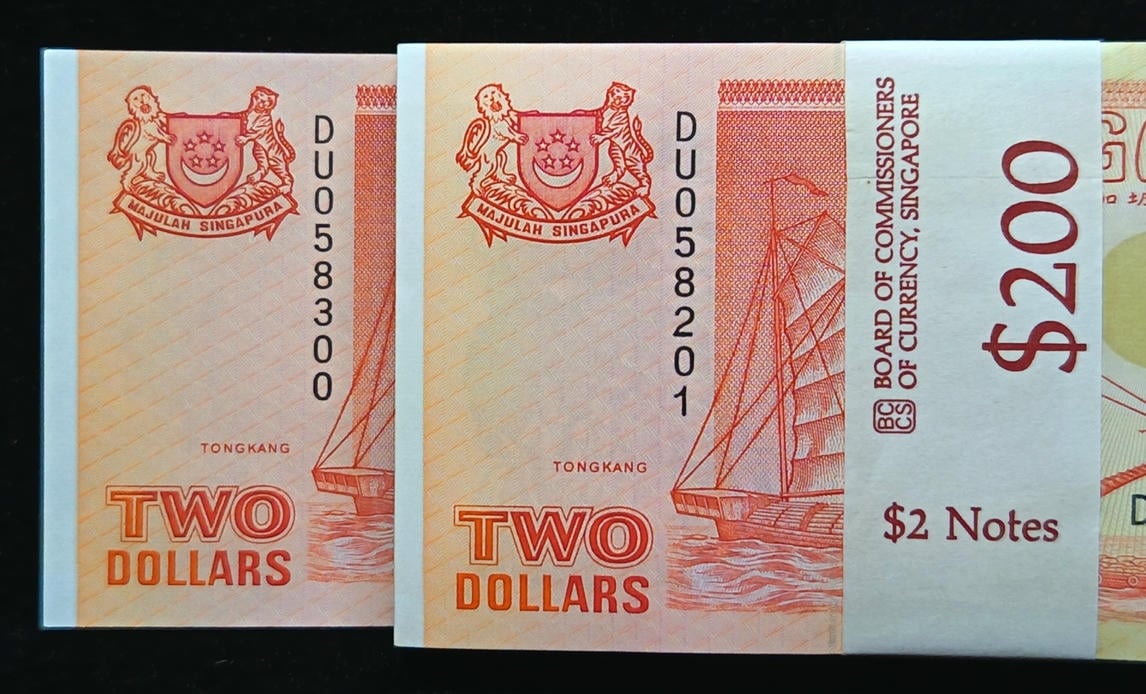 MAJULAH SINGAPURA
DU058300
TONGKANG
TWO
DOLLARS
MAJULAH SINGAPURA
DU058201
TONGKANG
TWO
DOLLARS
BC
CS
BOARD OF COMMISSIONERS
OF CURRENCY, SINGAPORE
$200
$2 Notes
D